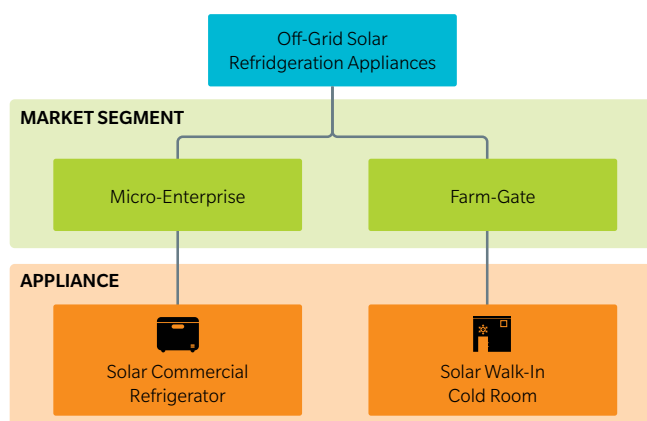 Off-Grid Solar
Refridgeration Appliances
MARKET SEGMENT
Micro-Enterprise
Farm-Gate
APPLIANCE
Solar Commercial
Refrigerator
Solar Walk-In
Cold Room